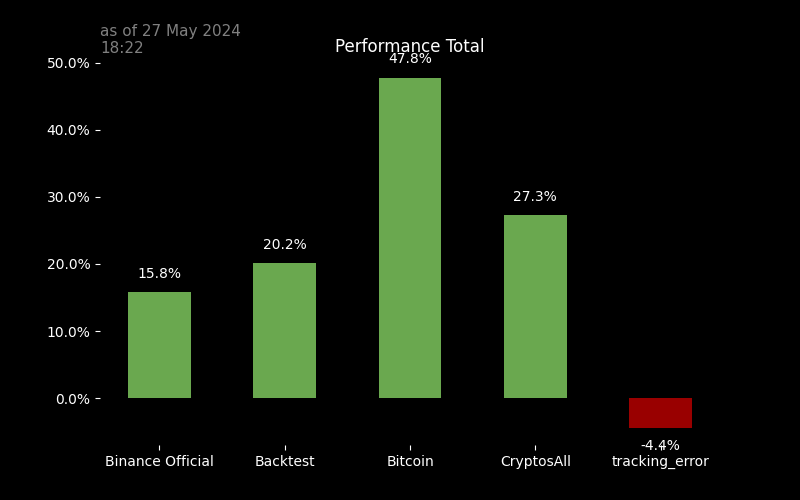 as of 27 May 2024
18:22
Performance Total
50.0%
40.0%
30.0%
20.0%
10.0%
0.0%
15.8%
20.2%
47.8%
27.3%
-4.4%
Binance Official
Backtest
Bitcoin
CryptosAll
tracking_error